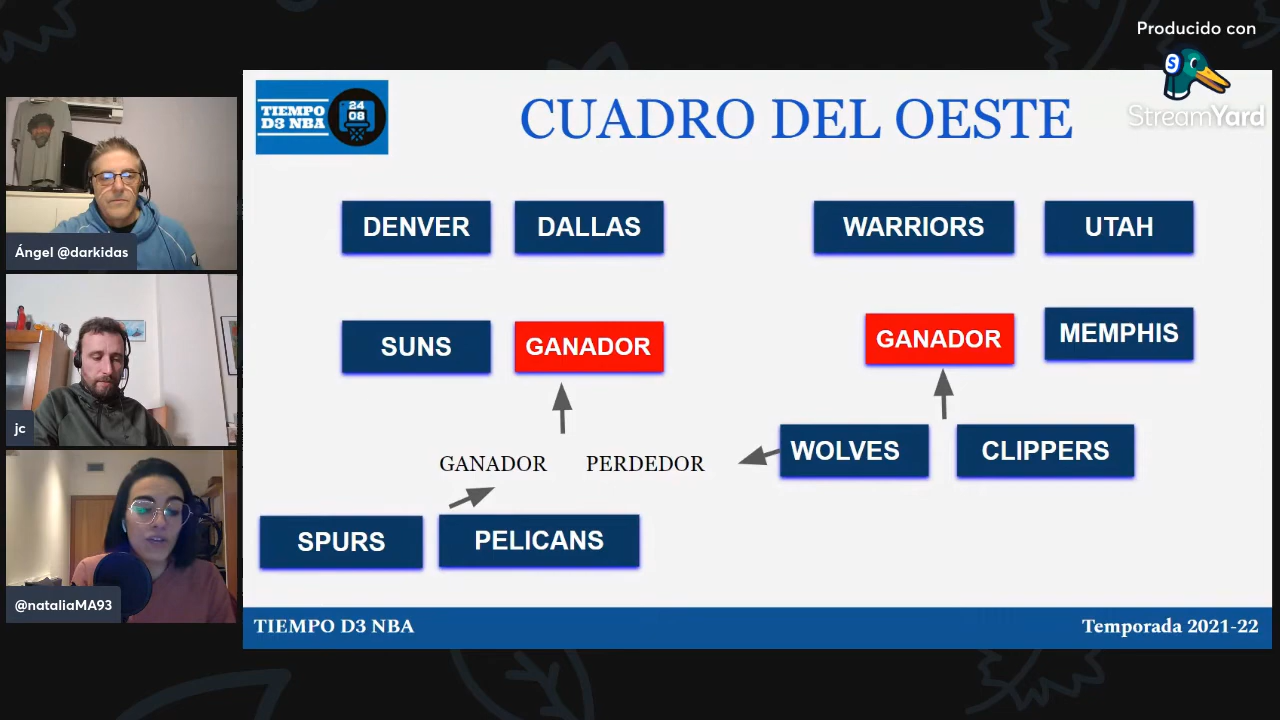 Producido con
StreamYard
TIEMPO
D3 NBA
24
08
CUADRO DEL OESTE
DENVER
DALLAS
WARRIORS
UTAH
SUNS
GANADOR
GANADOR
MEMPHIS
WOLVES
CLIPPERS
GANADOR
PERDEDOR
SPURS
PELICANS
Ángel @darkidas
jc
@nataliaMA93
TIEMPO D3 NBA
Temporada 2021-22